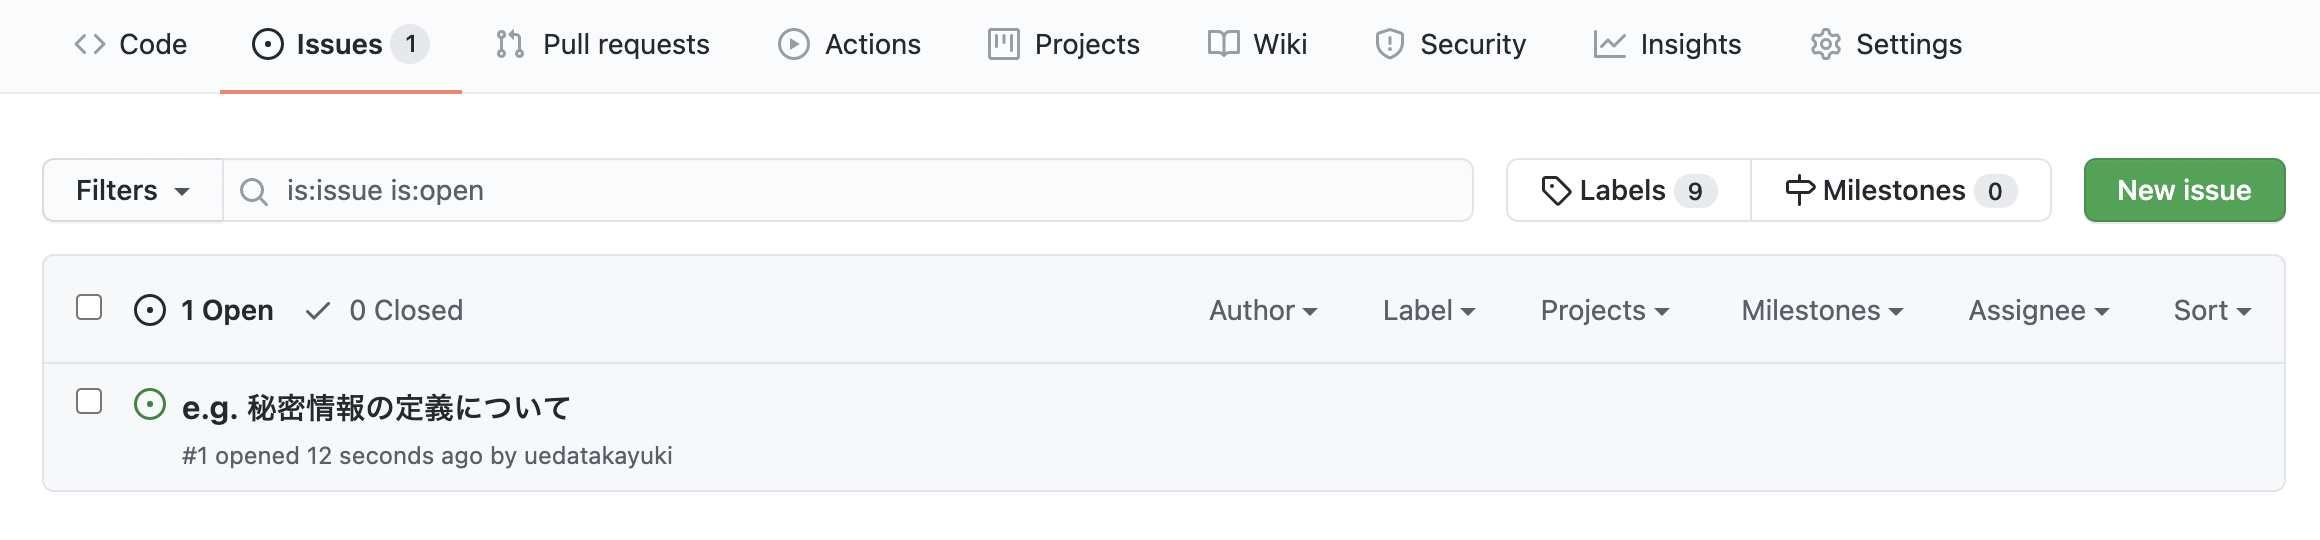 Code Issues 1 Pull requests Actions Projects Wiki Security Insights Settings
Filters is:issue is:open Labels 9 Milestones 0 New issue
1 Open 0 Closed Author Label Projects Milestones Assignee Sort
e.g. 秘密情報の定義について
#1 opened 12 seconds ago by uedatakayuki